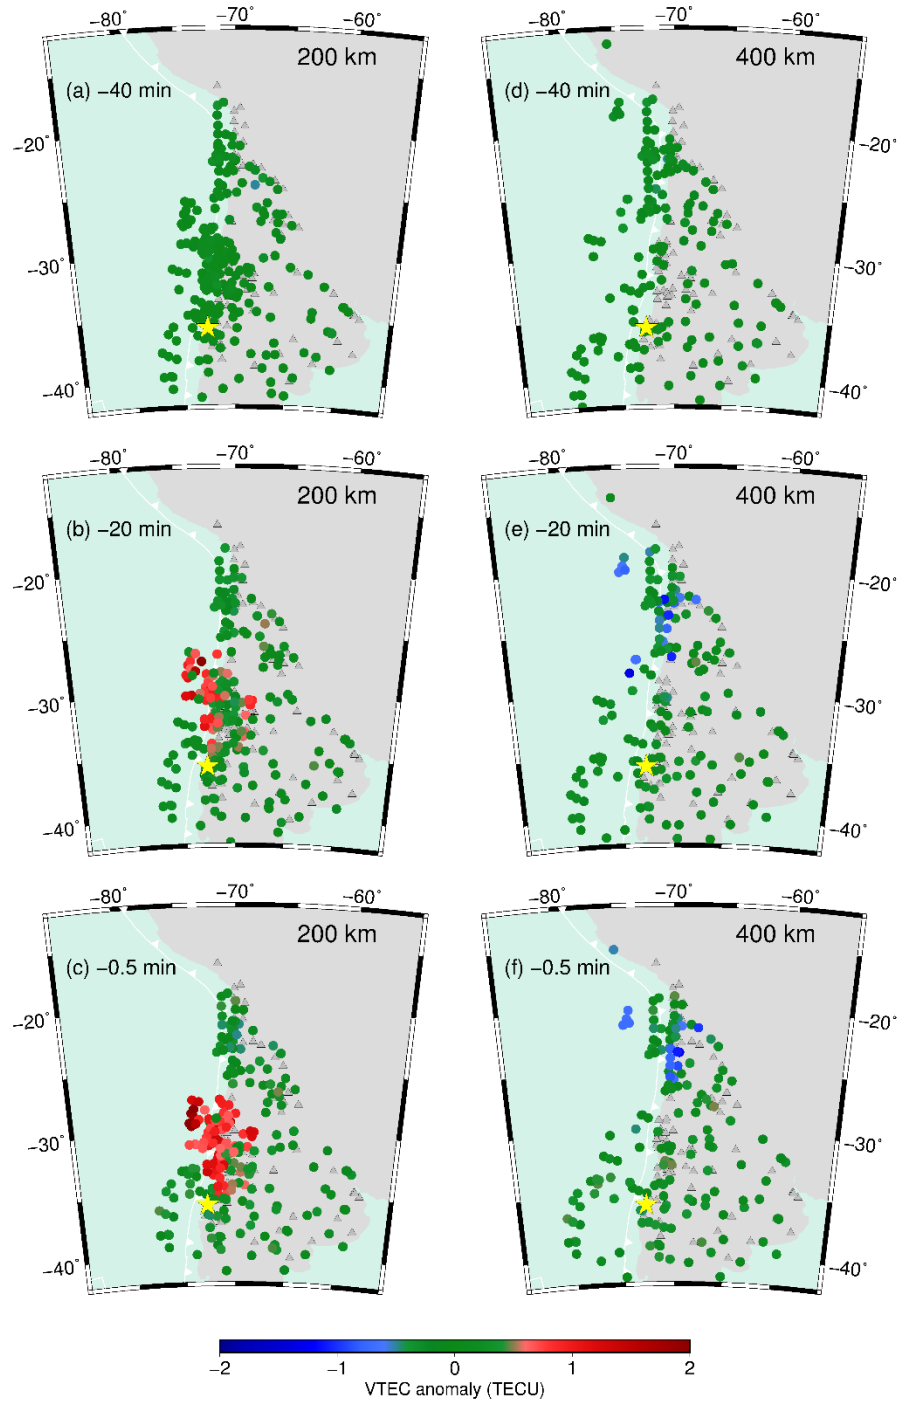 −80° −70° −60°
200 km
(a) −40 min
−20°
−30°
−40°
−80° −70° −60°
400 km
(d) −40 min
−20°
−30°
−40°
−80° −70° −60°
200 km
(b) −20 min
−20°
−30°
−40°
−80° −70° −60°
400 km
(e) −20 min
−20°
−30°
−40°
−80° −70° −60°
200 km
(c) −0.5 min
−20°
−30°
−40°
−80° −70° −60°
400 km
(f) −0.5 min
−20°
−30°
−40°
−2 −1 0 1 2
VTEC anomaly (TECU)